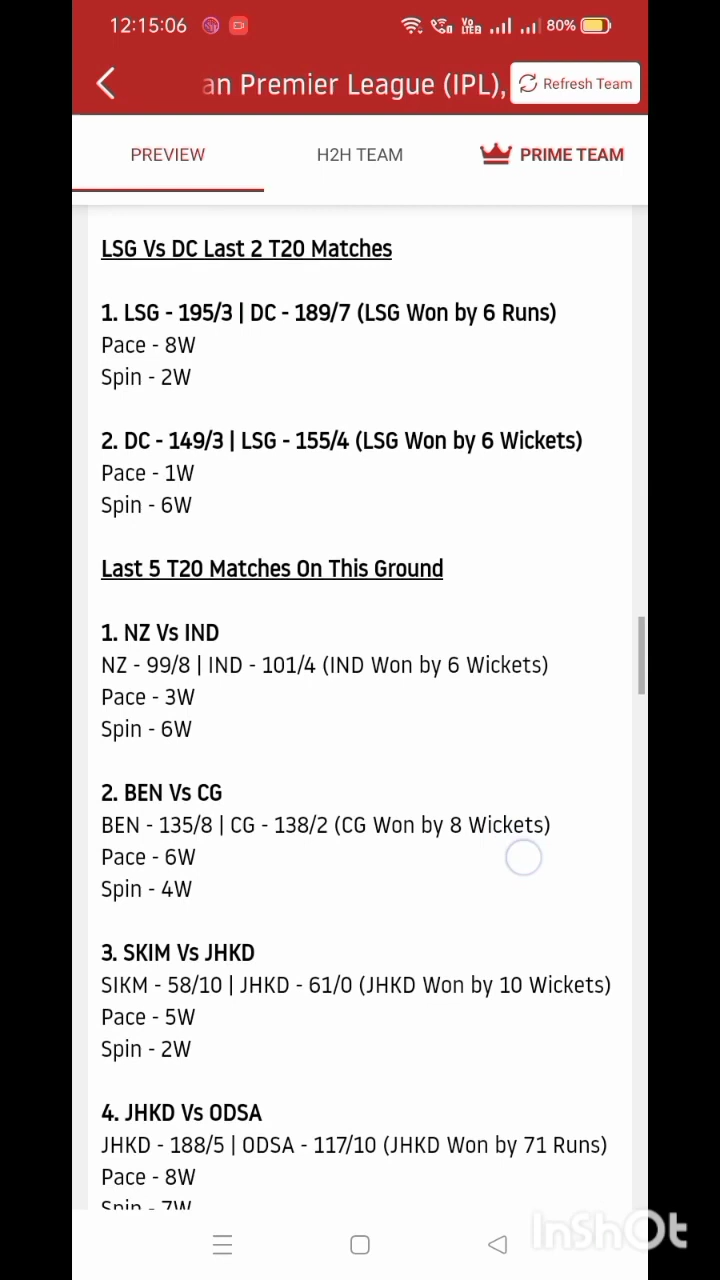 12:15:06 Vo LTE 80%
an Premier League (IPL), Refresh Team
PREVIEW H2H TEAM PRIME TEAM
LSG Vs DC Last 2 T20 Matches
1. LSG - 195/3 | DC - 189/7 (LSG Won by 6 Runs)
Pace - 8W
Spin - 2W
2. DC - 149/3 | LSG - 155/4 (LSG Won by 6 Wickets)
Pace - 1W
Spin - 6W
Last 5 T20 Matches On This Ground
1. NZ Vs IND
NZ - 99/8 | IND - 101/4 (IND Won by 6 Wickets)
Pace - 3W
Spin - 6W
2. BEN Vs CG
BEN - 135/8 | CG - 138/2 (CG Won by 8 Wickets)
Pace - 6W
Spin - 4W
3. SKIM Vs JHKD
SIKM - 58/10 | JHKD - 61/0 (JHKD Won by 10 Wickets)
Pace - 5W
Spin - 2W
4. JHKD Vs ODSA
JHKD - 188/5 | ODSA - 117/10 (JHKD Won by 71 Runs)
Pace - 8W
Spin - 7W
InShOt